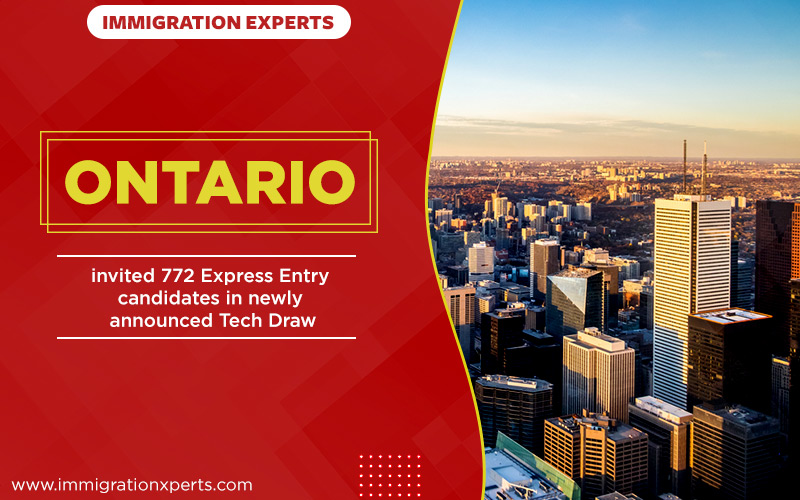 IMMIGRATION EXPERTS
ONTARIO
invited 772 Express Entry
candidates in newly
announced Tech Draw
www.immigrationxperts.com